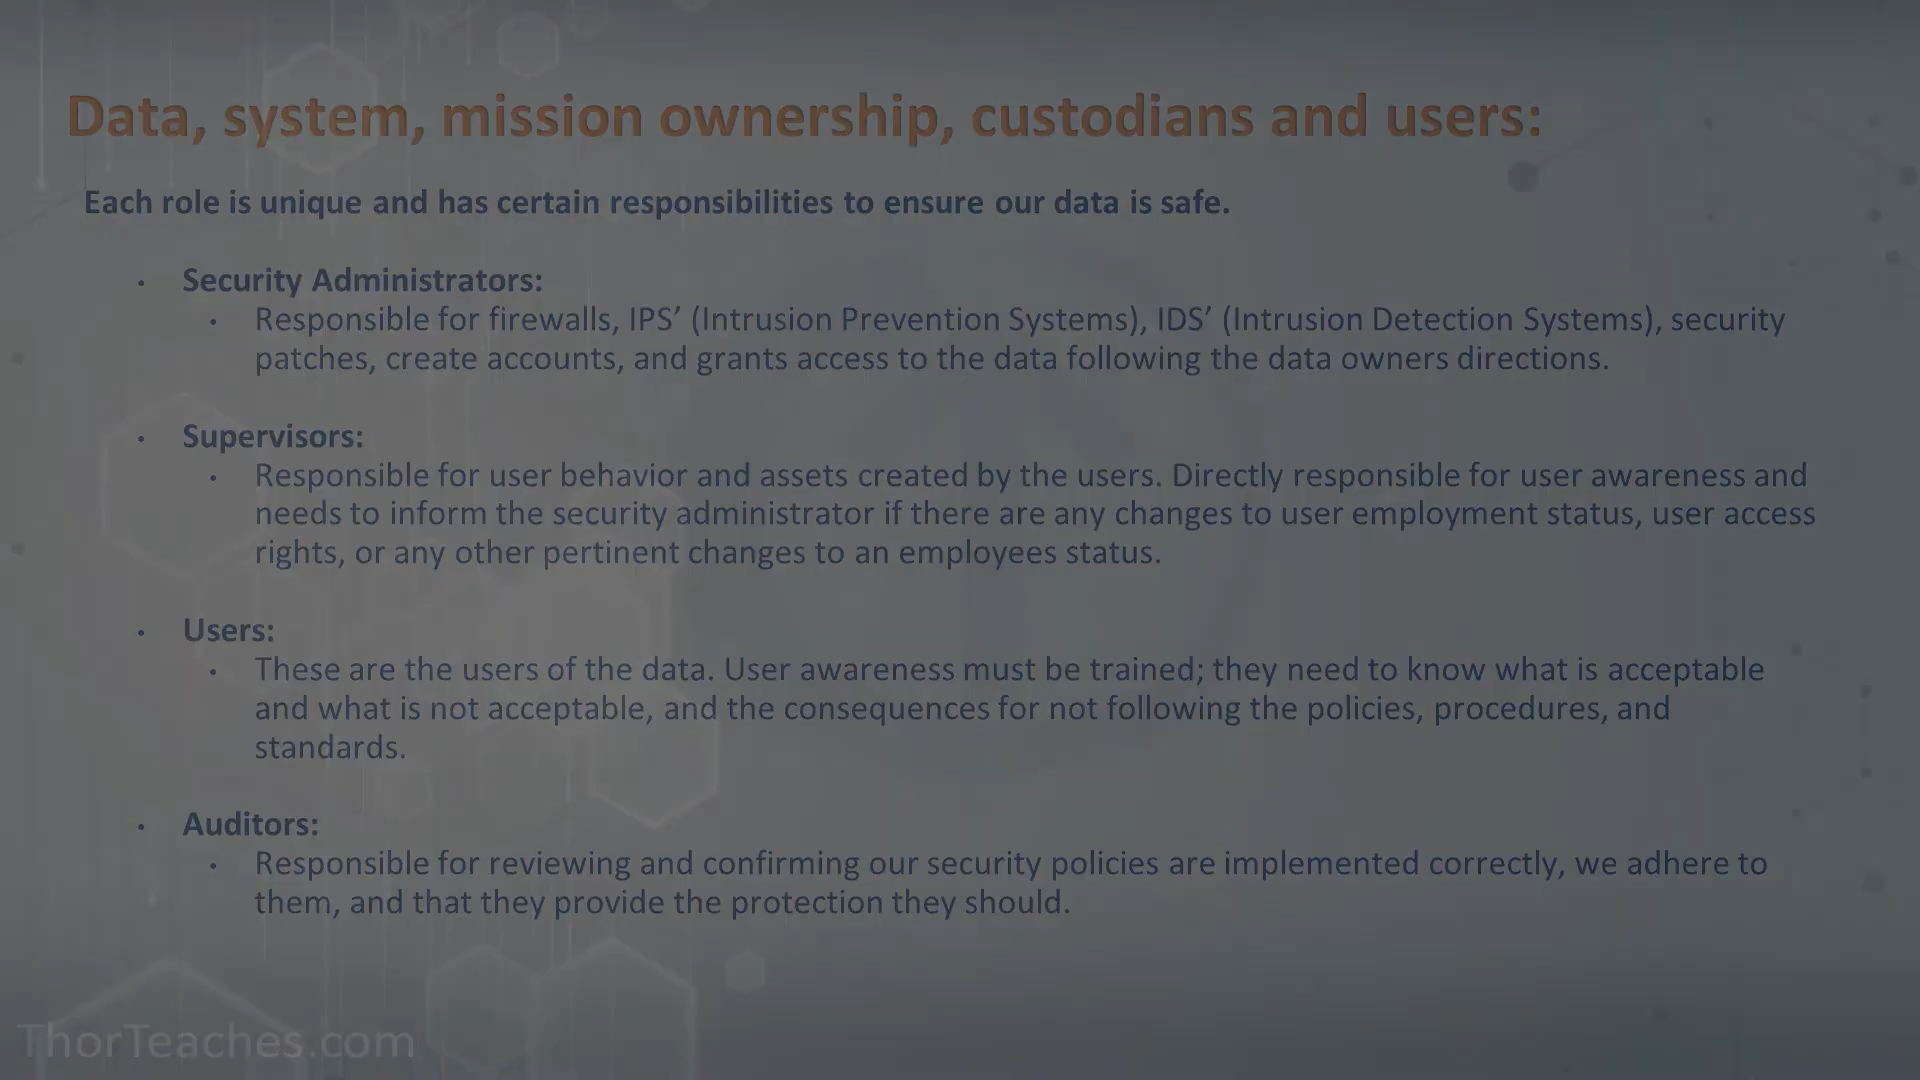 Data, system, mission ownership, custodians and users:
Each role is unique and has certain responsibilities to ensure our data is safe.
• Security Administrators:
• Responsible for firewalls, IPS’ (Intrusion Prevention Systems), IDS’ (Intrusion Detection Systems), security
patches, create accounts, and grants access to the data following the data owners directions.
• Supervisors:
• Responsible for user behavior and assets created by the users. Directly responsible for user awareness and
needs to inform the security administrator if there are any changes to user employment status, user access
rights, or any other pertinent changes to an employees status.
• Users:
• These are the users of the data. User awareness must be trained; they need to know what is acceptable
and what is not acceptable, and the consequences for not following the policies, procedures, and
standards.
• Auditors:
• Responsible for reviewing and confirming our security policies are implemented correctly, we adhere to
them, and that they provide the protection they should.
ThorTeaches.com